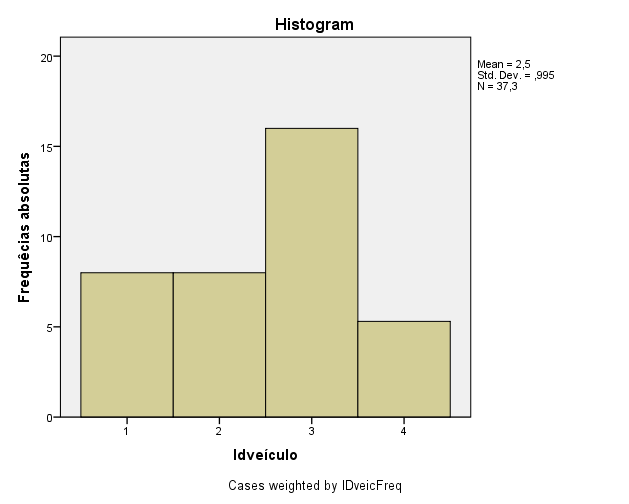 Histogram
Mean = 2,5
Std. Dev. = ,995
N = 37,3
Frequêcias absolutas
20
15
10
5
0
1 2 3 4
Idveículo
Cases weighted by IDveicFreq